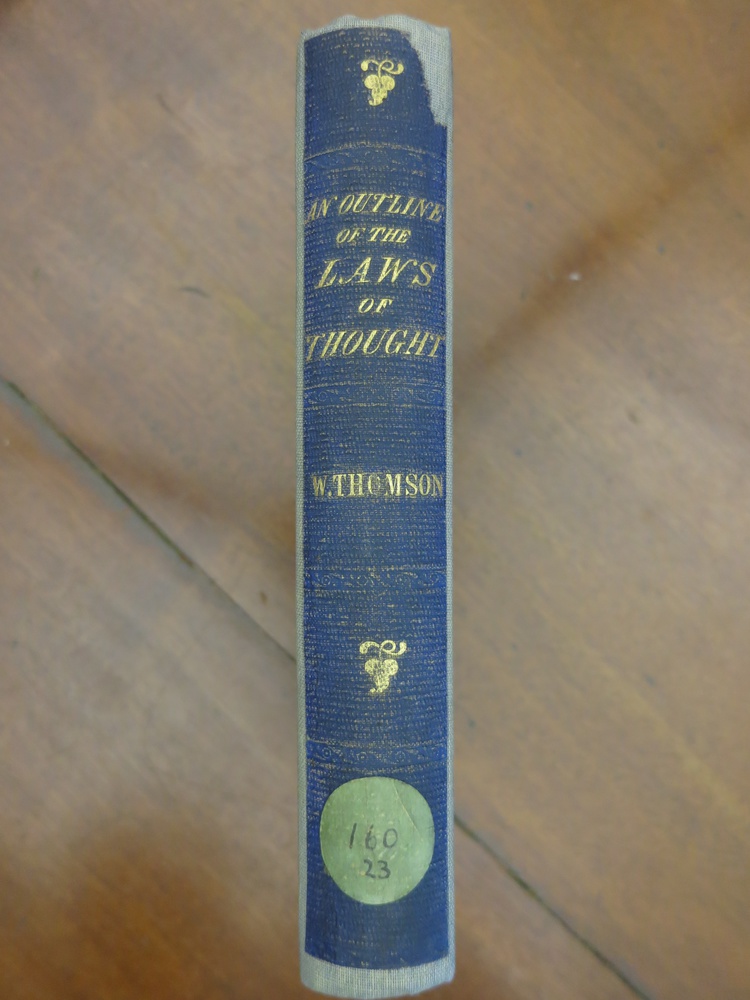 AN OUTLINE
OF THE
LAWS
OF
THOUGHT
W. THOMSON
160
23